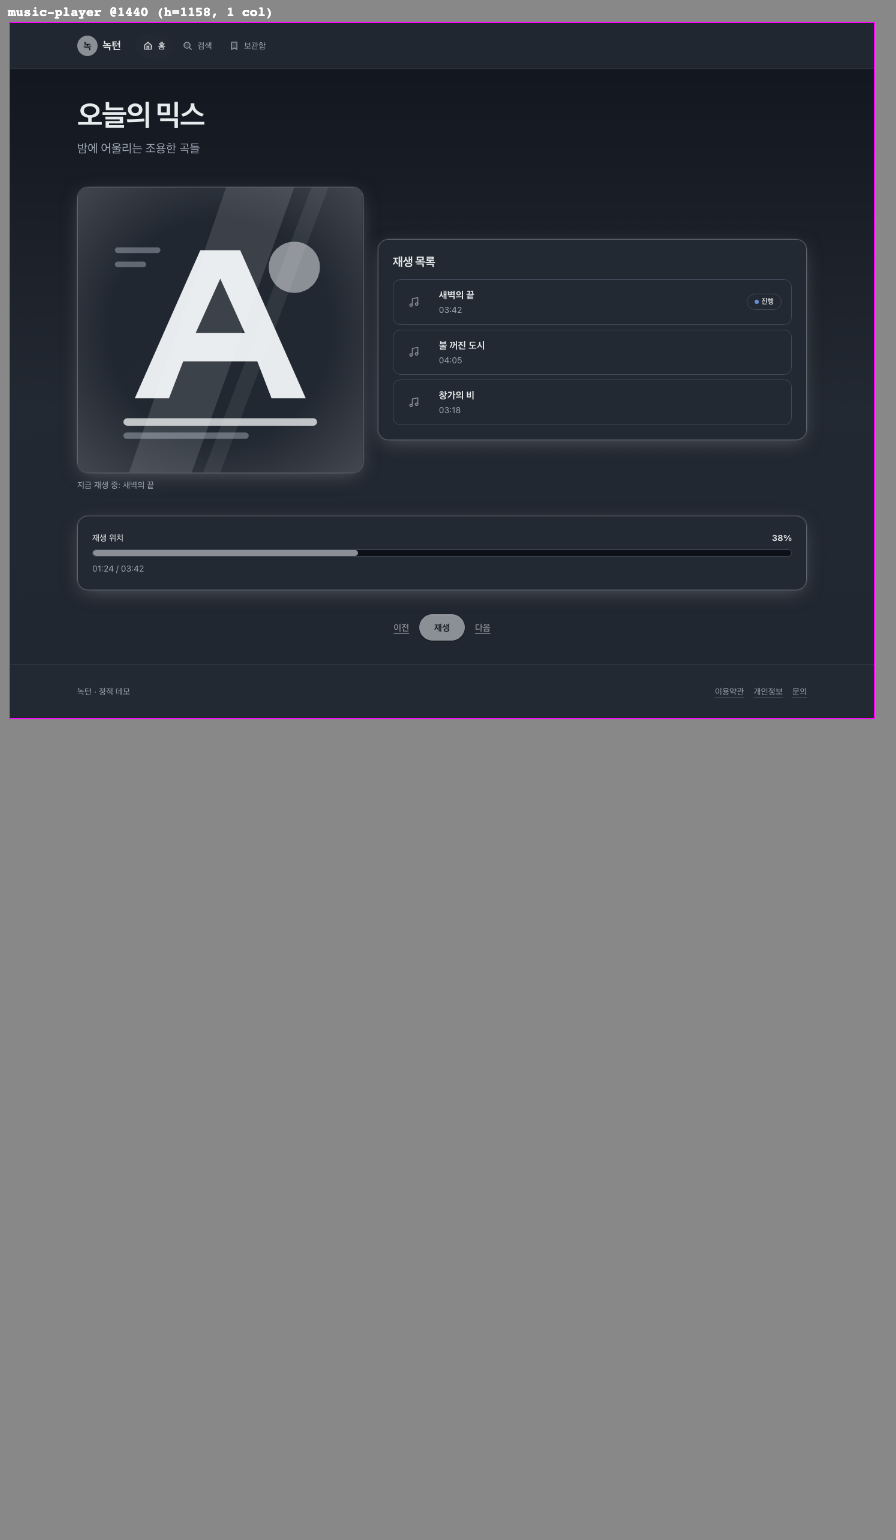 music-player @1440 (h=1158, 1 col)
녹 녹턴 홈 검색 보관함
오늘의 믹스
밤에 어울리는 조용한 곡들
A
지금 재생 중: 새벽의 끝
재생 목록
새벽의 끝
03:42
진행
불 꺼진 도시
04:05
창가의 비
03:18
재생 위치 38%
01:24 / 03:42
이전 재생 다음
녹턴 · 정적 데모 이용약관 개인정보 문의